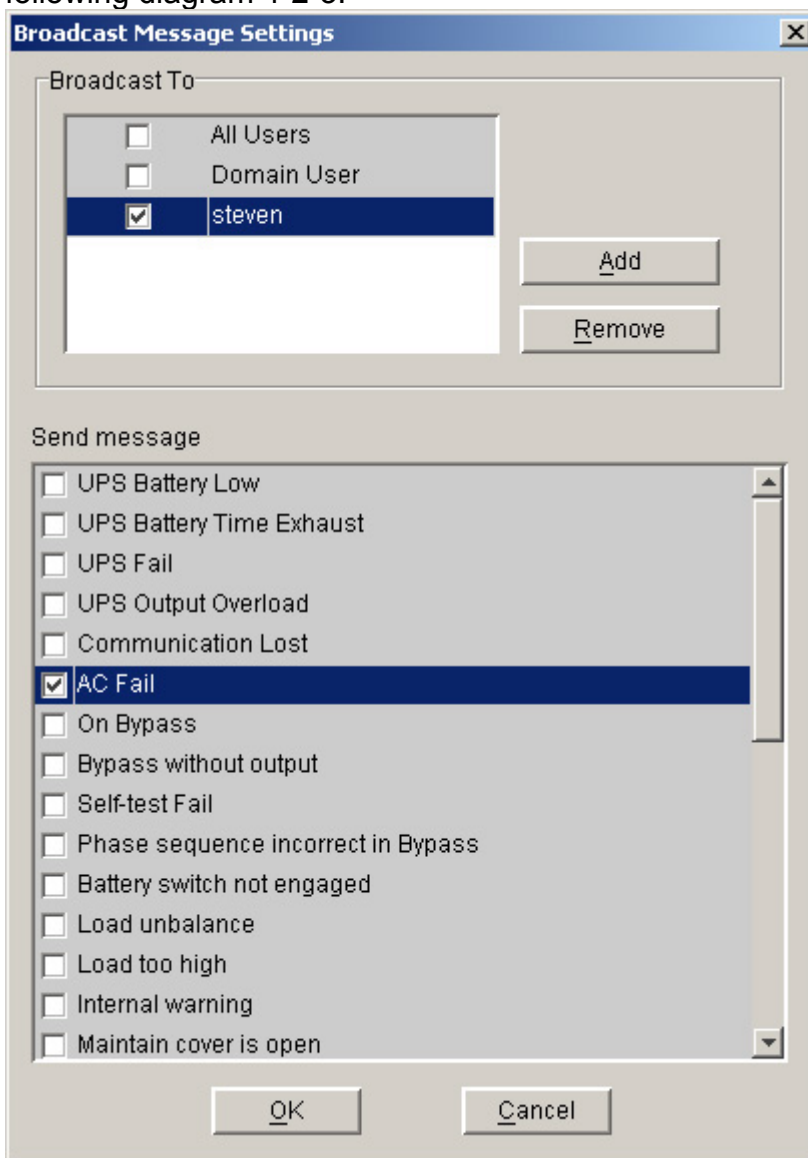 Broadcast Message Settings
Broadcast To
All Users
Domain User
steven
Add
Remove
Send message
UPS Battery Low
UPS Battery Time Exhaust
UPS Fail
UPS Output Overload
Communication Lost
AC Fail
On Bypass
Bypass without output
Self-test Fail
Phase sequence incorrect in Bypass
Battery switch not engaged
Load unbalance
Load too high
Internal warning
Maintain cover is open
OK
Cancel